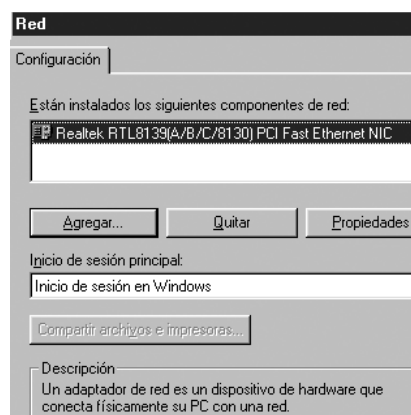 Red
Configuración
Están instalados los siguientes componentes de red:
Realtek RTL8139(A/B/C/8130) PCI Fast Ethernet NIC
Agregar... Quitar Propiedades
Inicio de sesión principal:
Inicio de sesión en Windows
Compartir archivos e impresoras...
Descripción
Un adaptador de red es un dispositivo de hardware que
conecta físicamente su PC con una red.